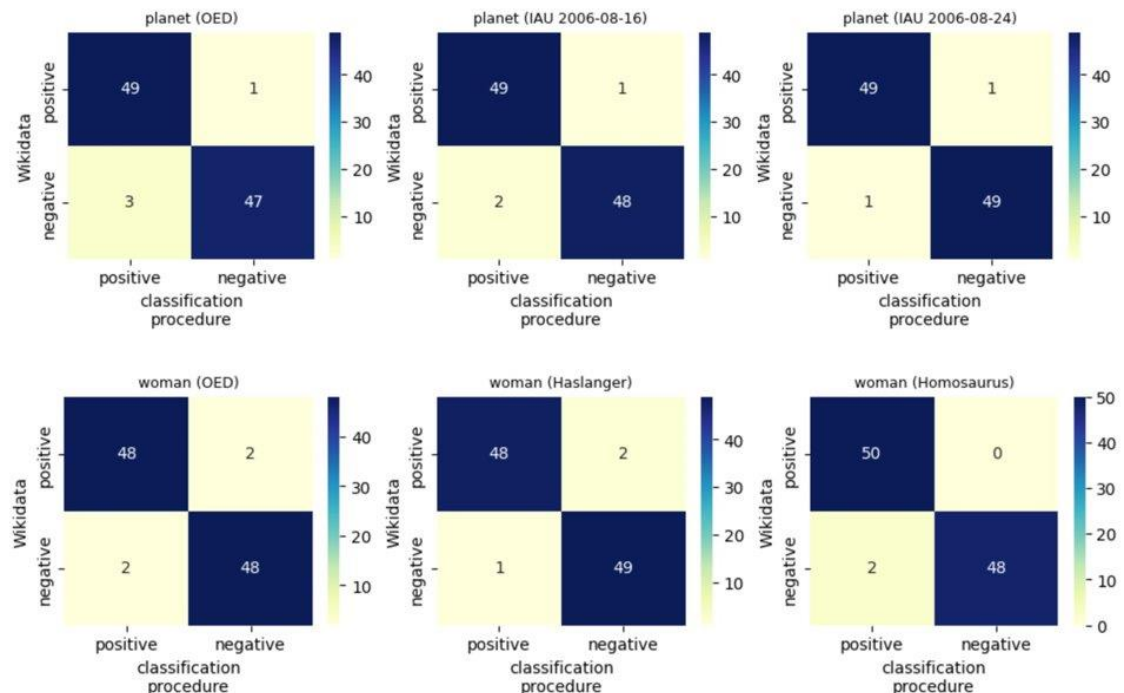 planet (OED)
planet (IAU 2006-08-16)
planet (IAU 2006-08-24)
Wikidata
positive
negative
49 1
3 47
positive negative
classification
procedure
40
30
20
10
Wikidata
positive
negative
49 1
2 48
positive negative
classification
procedure
40
30
20
10
Wikidata
positive
negative
49 1
1 49
positive negative
classification
procedure
40
30
20
10
woman (OED)
woman (Haslanger)
woman (Homosaurus)
Wikidata
positive
negative
48 2
2 48
positive negative
classification
procedure
40
30
20
10
Wikidata
positive
negative
48 2
1 49
positive negative
classification
procedure
40
30
20
10
Wikidata
positive
negative
50 0
2 48
positive negative
classification
procedure
50
40
30
20
10
0